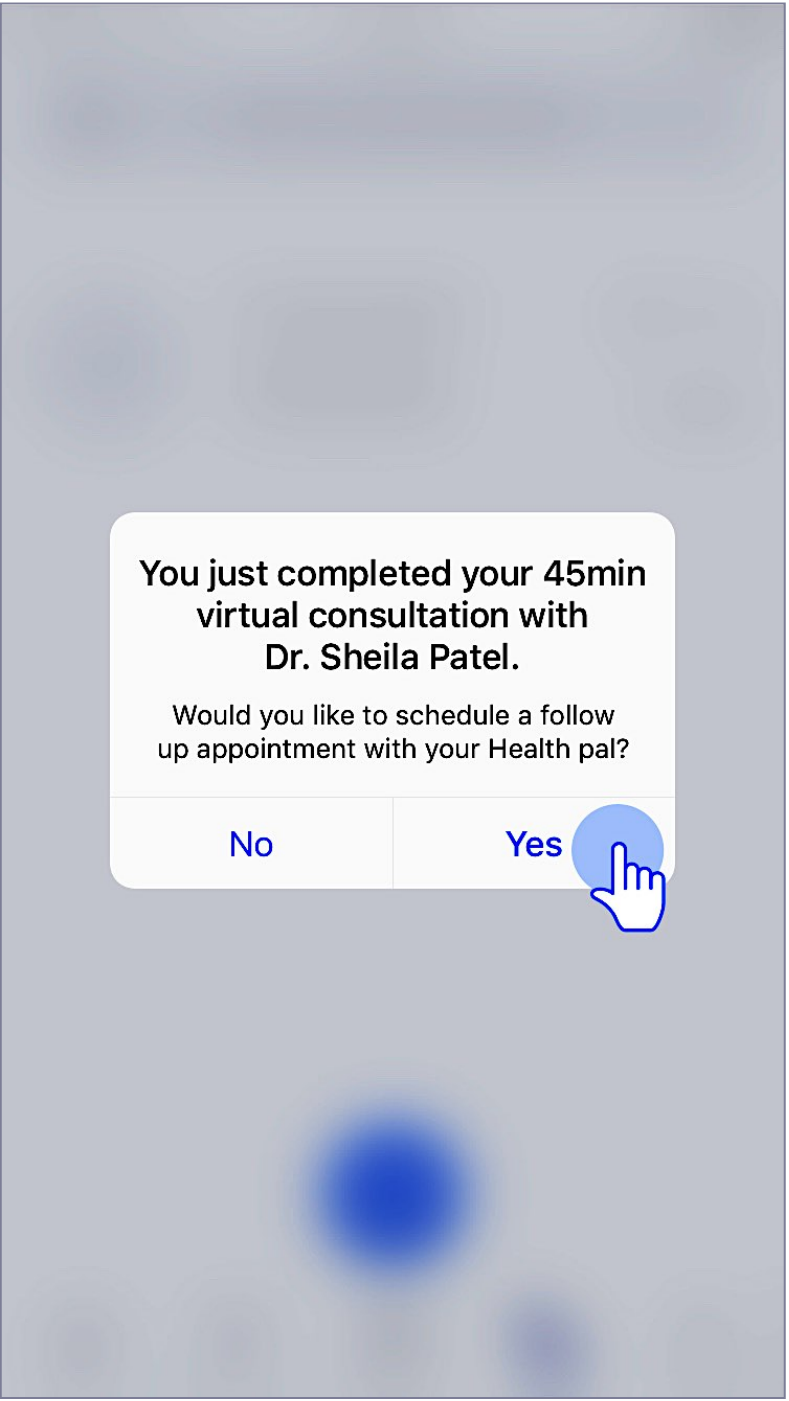 You just completed your 45min
virtual consultation with
Dr. Sheila Patel.
Would you like to schedule a follow
up appointment with your Health pal?
No
Yes